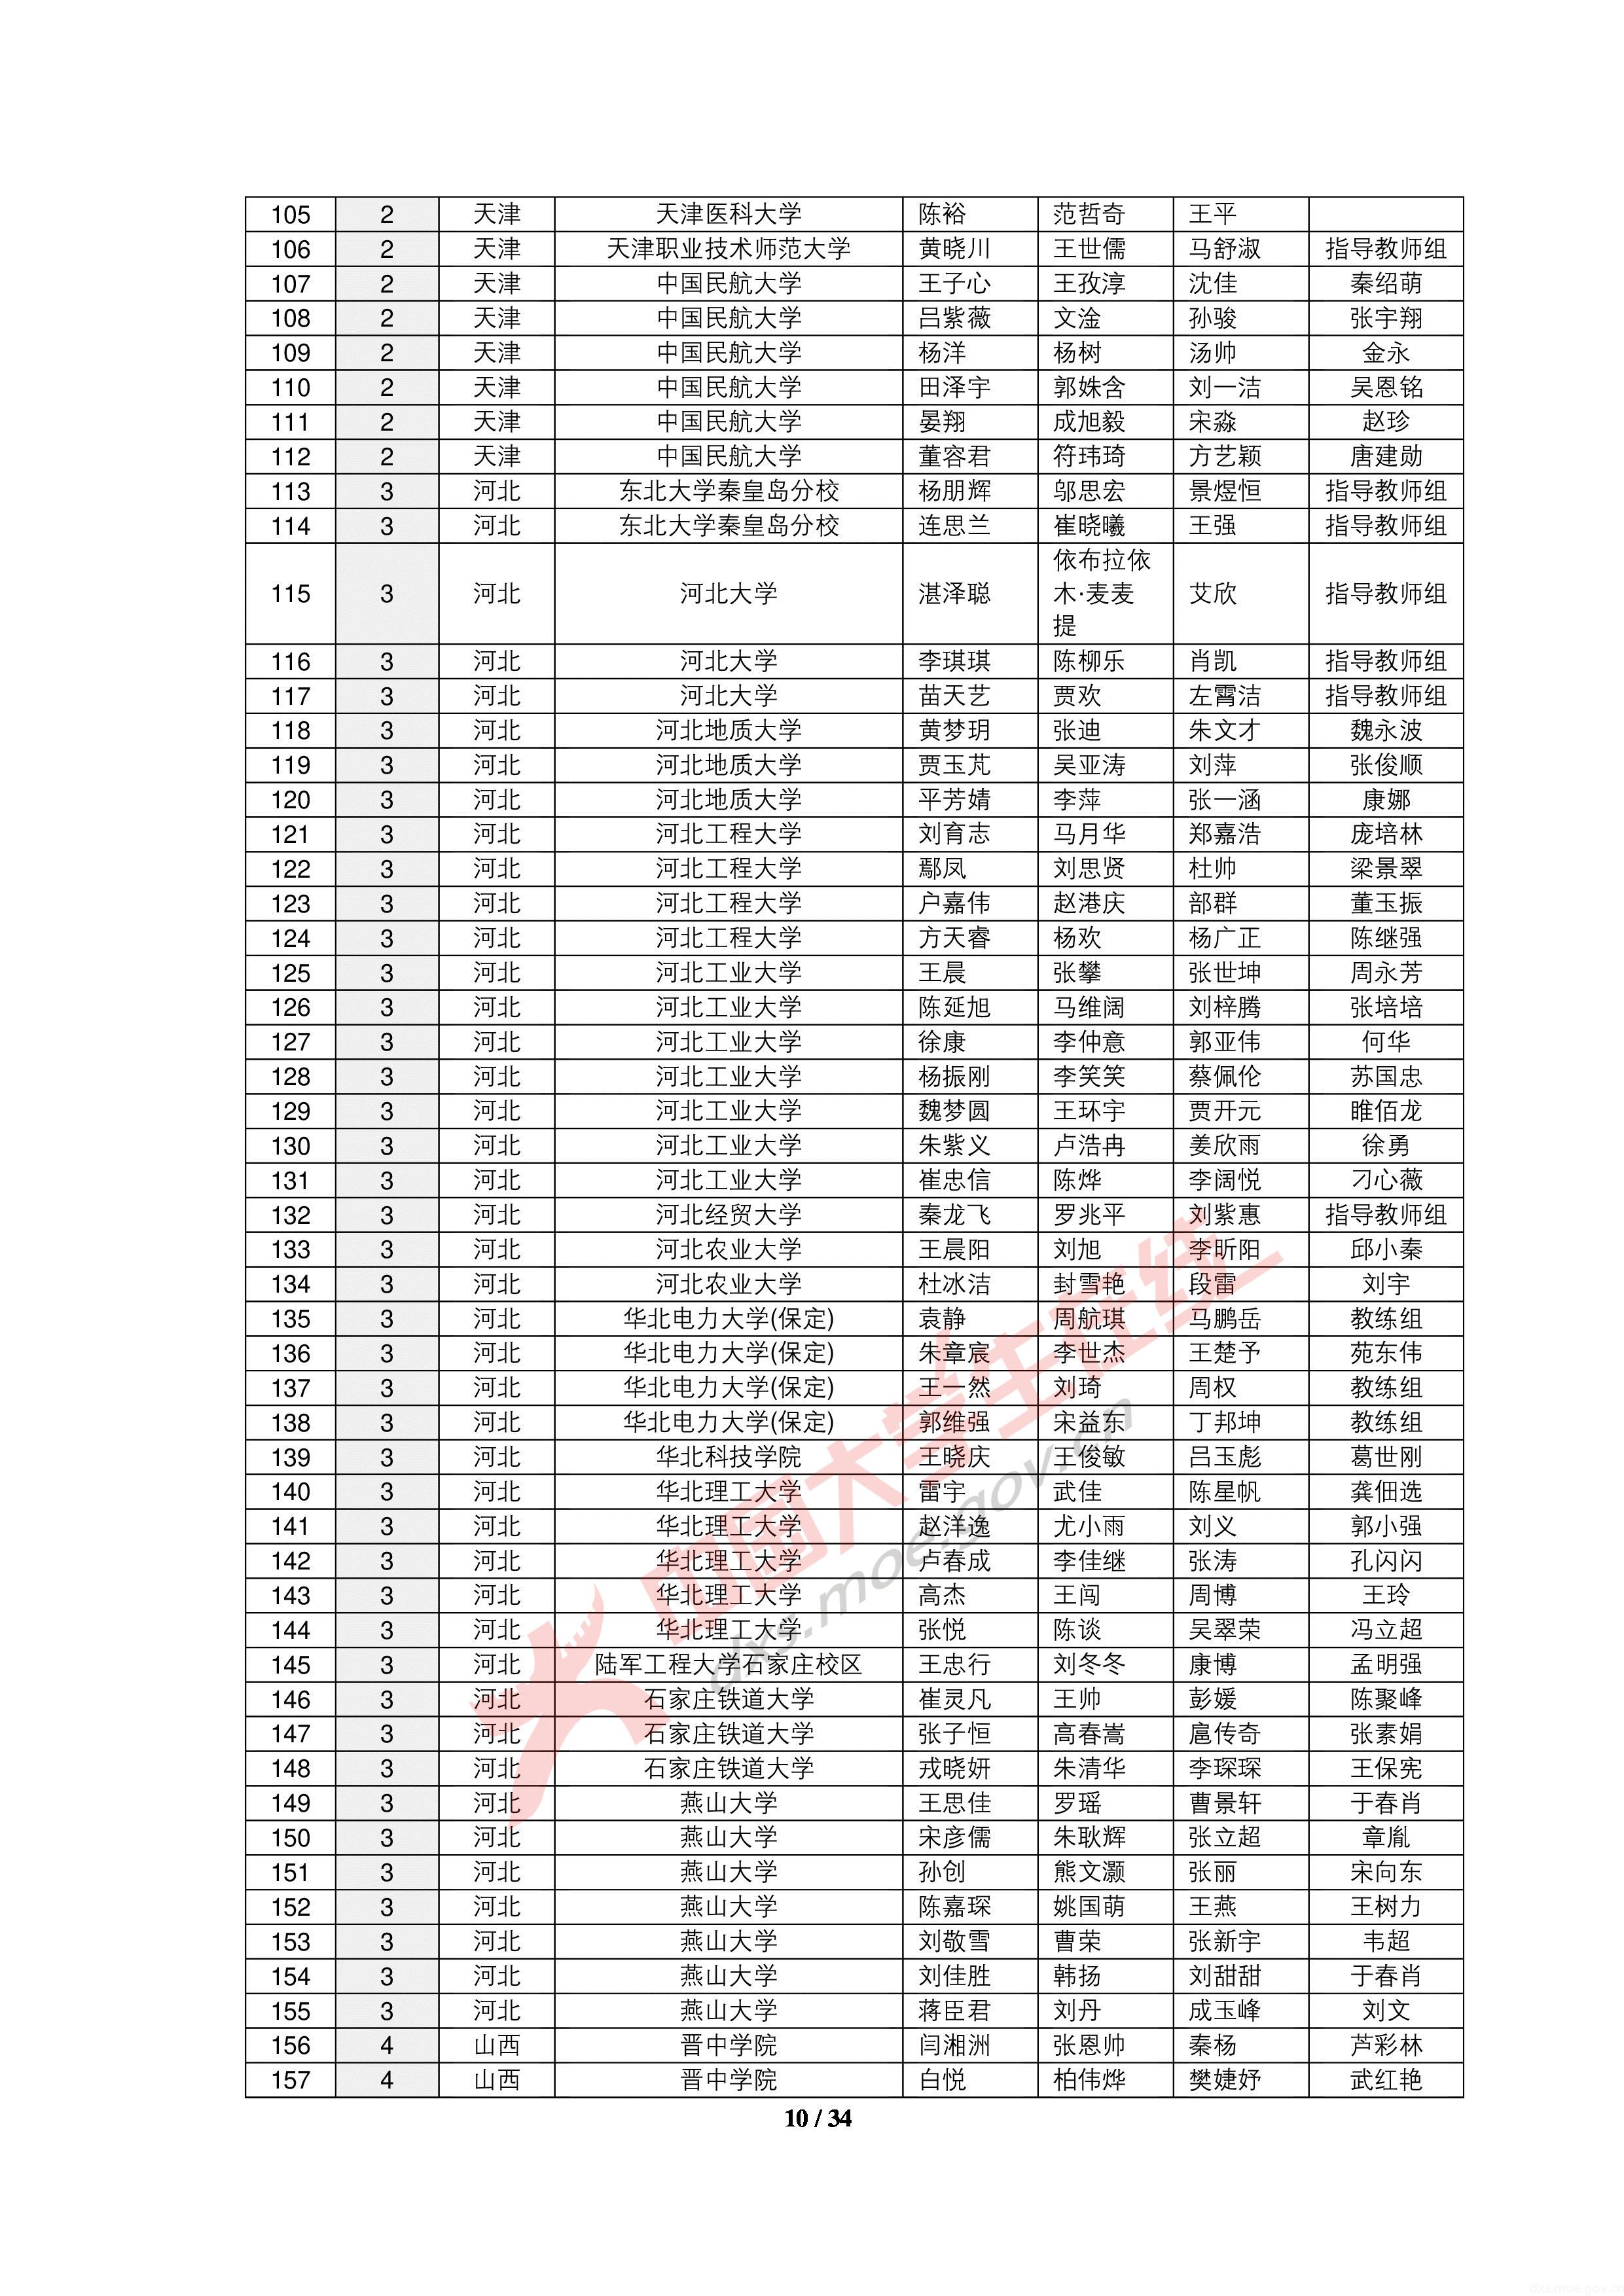 105 2 天津 天津医科大学 陈裕 范哲奇 王平
106 2 天津 天津职业技术师范大学 黄晓川 王世儒 马舒淑 指导教师组
107 2 天津 中国民航大学 王子心 王孜淳 沈佳 秦绍萌
108 2 天津 中国民航大学 吕紫薇 文淦 孙骏 张宇翔
109 2 天津 中国民航大学 杨洋 杨树 汤帅 金永
110 2 天津 中国民航大学 田泽宇 郭姝含 刘一洁 吴恩铭
111 2 天津 中国民航大学 晏翔 成旭毅 宋淼 赵珍
112 2 天津 中国民航大学 董容君 符玮琦 方艺颖 唐建勋
113 3 河北 东北大学秦皇岛分校 杨朋辉 邬思宏 景煜恒 指导教师组
114 3 河北 东北大学秦皇岛分校 连思兰 崔晓曦 王强 指导教师组
115 3 河北 河北大学 湛泽聪 依布拉依木·麦麦提 艾欣 指导教师组
116 3 河北 河北大学 李琪琪 陈柳乐 肖凯 指导教师组
117 3 河北 河北大学 苗天艺 贾欢 左霄洁 指导教师组
118 3 河北 河北地质大学 黄梦玥 张迪 朱文才 魏永波
119 3 河北 河北地质大学 贾玉芃 吴亚涛 刘萍 张俊顺
120 3 河北 河北地质大学 平芳婧 李萍 张一涵 康娜
121 3 河北 河北工程大学 刘育志 马月华 郑嘉浩 庞培林
122 3 河北 河北工程大学 鄢凤 刘思贤 杜帅 梁景翠
123 3 河北 河北工程大学 户嘉伟 赵港庆 部群 董玉振
124 3 河北 河北工程大学 方天睿 杨欢 杨广正 陈继强
125 3 河北 河北工业大学 王晨 张攀 张世坤 周永芳
126 3 河北 河北工业大学 陈延旭 马维阔 刘梓腾 张培培
127 3 河北 河北工业大学 徐康 李仲意 郭亚伟 何华
128 3 河北 河北工业大学 杨振刚 李笑笑 蔡佩伦 苏国忠
129 3 河北 河北工业大学 魏梦圆 王环宇 贾开元 睢佰龙
130 3 河北 河北工业大学 朱紫义 卢浩冉 姜欣雨 徐勇
131 3 河北 河北工业大学 崔忠信 陈烨 李阔悦 刁心薇
132 3 河北 河北经贸大学 秦龙飞 罗兆平 刘紫惠 指导教师组
133 3 河北 河北农业大学 王晨阳 刘旭 李昕阳 邱小秦
134 3 河北 河北农业大学 杜冰洁 封雪艳 段雷 刘宇
135 3 河北 华北电力大学(保定) 袁静 周航琪 马鹏岳 教练组
136 3 河北 华北电力大学(保定) 朱章宸 李世杰 王楚予 苑东伟
137 3 河北 华北电力大学(保定) 王一然 刘琦 周权 教练组
138 3 河北 华北电力大学(保定) 郭维强 宋益东 丁邦坤 教练组
139 3 河北 华北科技学院 王晓庆 王俊敏 吕玉彪 葛世刚
140 3 河北 华北理工大学 雷宇 武佳 陈星帆 龚佃选
141 3 河北 华北理工大学 赵洋逸 尤小雨 刘义 郭小强
142 3 河北 华北理工大学 卢春成 李佳继 张涛 孔闪闪
143 3 河北 华北理工大学 高杰 王闯 周博 王玲
144 3 河北 华北理工大学 张悦 陈谈 吴翠荣 冯立超
145 3 河北 陆军工程大学石家庄校区 王忠行 刘冬冬 康博 孟明强
146 3 河北 石家庄铁道大学 崔灵凡 王帅 彭媛 陈聚峰
147 3 河北 石家庄铁道大学 张子恒 高春嵩 扈传奇 张素娟
148 3 河北 石家庄铁道大学 戎晓妍 朱清华 李琛琛 王保宪
149 3 河北 燕山大学 王思佳 罗瑶 曹景轩 于春肖
150 3 河北 燕山大学 宋彦儒 朱耿辉 张立超 章胤
151 3 河北 燕山大学 孙创 熊文灏 张丽 宋向东
152 3 河北 燕山大学 陈嘉琛 姚国萌 王燕 王树力
153 3 河北 燕山大学 刘敬雪 曹荣 张新宇 韦超
154 3 河北 燕山大学 刘佳胜 韩扬 刘甜甜 于春肖
155 3 河北 燕山大学 蒋臣君 刘丹 成玉峰 刘文
156 4 山西 晋中学院 闫湘洲 张恩帅 秦杨 芦彩林
157 4 山西 晋中学院 白悦 柏伟烨 樊婕妤 武红艳
中国大学生在线
dxs.moe.gov.cn
10 / 34
dxs.moe.gov.cn